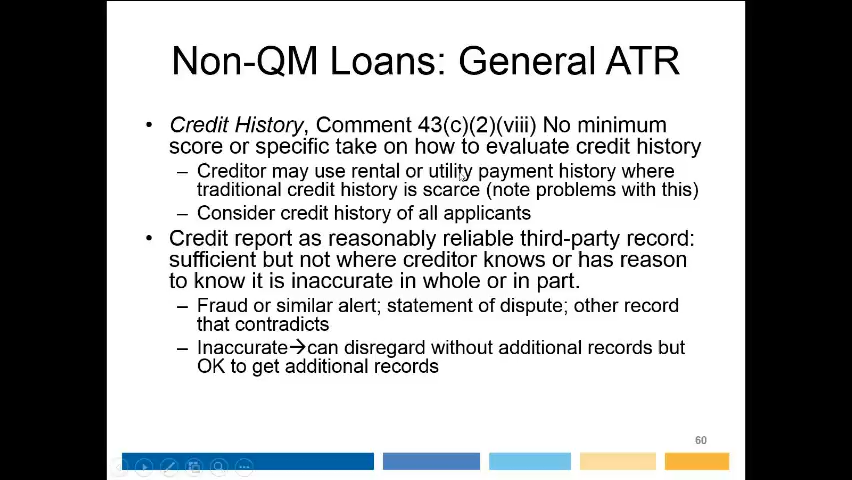 Non-QM Loans: General ATR
• Credit History, Comment 43(c)(2)(viii) No minimum
score or specific take on how to evaluate credit history
– Creditor may use rental or utility payment history where
traditional credit history is scarce (note problems with this)
– Consider credit history of all applicants
• Credit report as reasonably reliable third-party record:
sufficient but not where creditor knows or has reason
to know it is inaccurate in whole or in part.
– Fraud or similar alert; statement of dispute; other record
that contradicts
– Inaccurate→can disregard without additional records but
OK to get additional records
60